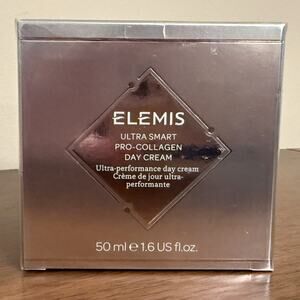 ELEMIS
ULTRA SMART
PRO-COLLAGEN
DAY CREAM
Ultra-performance day cream
Crème de jour ultra-
performante
50 ml ℮ 1.6 US fl.oz.